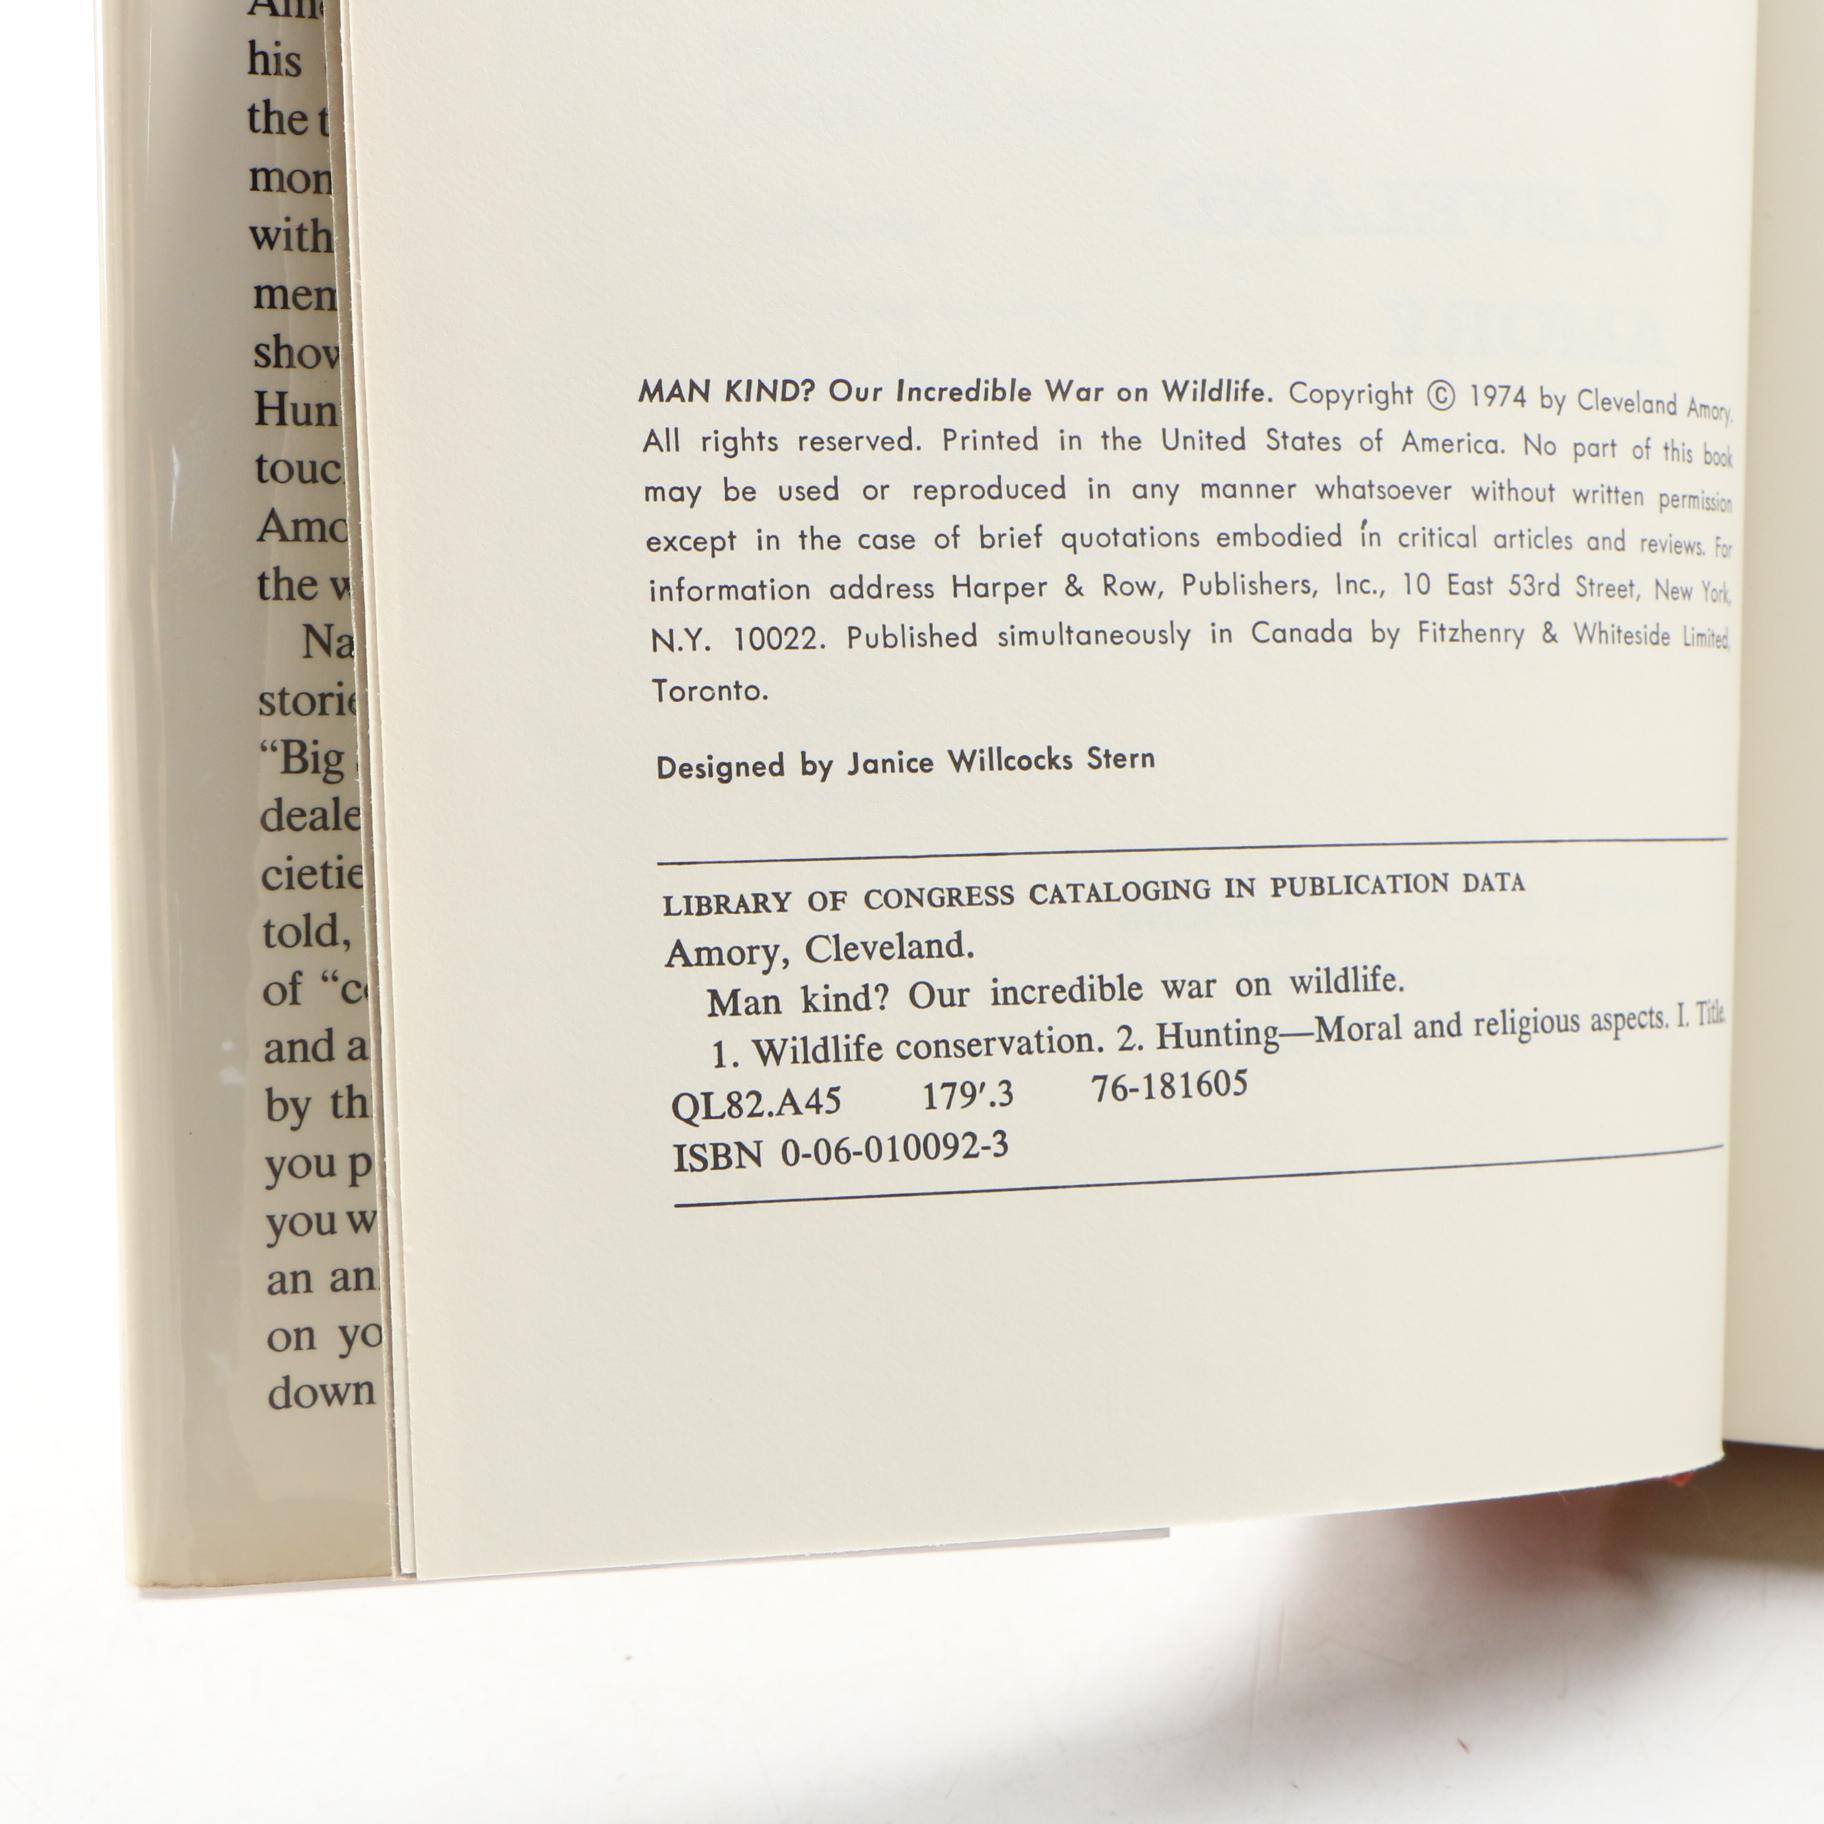 his
the t
mon
with
men
show
Hun
touc
Amo
the w
Na
storie
“Big
deale
cietie
told,
of “c
and a
by th
you p
you w
an an
on yo
down
MAN KIND? Our Incredible War on Wildlife. Copyright © 1974 by Cleveland Amory.
All rights reserved. Printed in the United States of America. No part of this book
may be used or reproduced in any manner whatsoever without written permission
except in the case of brief quotations embodied in critical articles and reviews. For
information address Harper & Row, Publishers, Inc., 10 East 53rd Street, New York,
N.Y. 10022. Published simultaneously in Canada by Fitzhenry & Whiteside Limited,
Toronto.
Designed by Janice Willcocks Stern
LIBRARY OF CONGRESS CATALOGING IN PUBLICATION DATA
Amory, Cleveland.
Man kind? Our incredible war on wildlife.
1. Wildlife conservation. 2. Hunting—Moral and religious aspects. I. Title.
QL82.A45 179′.3 76-181605
ISBN 0-06-010092-3